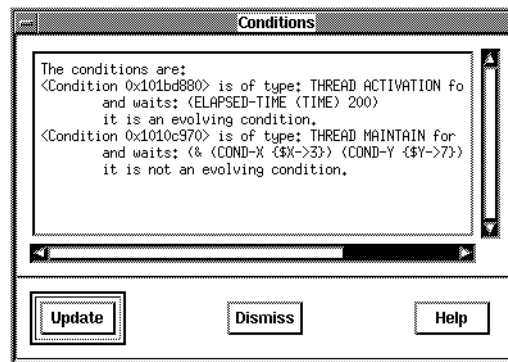 Conditions
The conditions are:
<Condition 0x101bd880> is of type: THREAD ACTIVATION fo
and waits: (ELAPSED-TIME (TIME) 200)
it is an evolving condition.
<Condition 0x1010c970> is of type: THREAD MAINTAIN for
and waits: (& (COND-X {$X->3}) (COND-Y {$Y->7})
it is not an evolving condition.
Update Dismiss Help